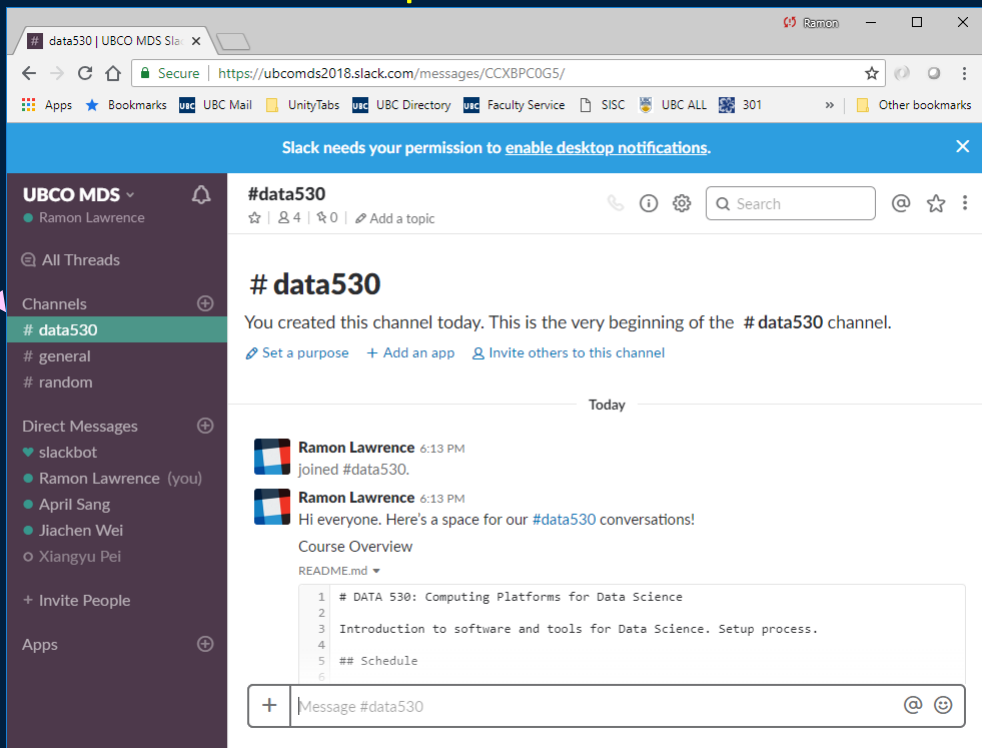 Ramon
data530 | UBCO MDS Sla
Secure | https://ubcomds2018.slack.com/messages/CCXBPC0G5/
Apps Bookmarks UBC UBC Mail UnityTabs UBC UBC Directory UBC Faculty Service SISC UBC ALL 301 » Other bookmarks
Slack needs your permission to enable desktop notifications.
UBCO MDS
Ramon Lawrence
All Threads
Channels
# data530
# general
# random
Direct Messages
slackbot
Ramon Lawrence (you)
April Sang
Jiachen Wei
Xiangyu Pei
+ Invite People
Apps
#data530
4 | 0 | Add a topic
Search
@
# data530
You created this channel today. This is the very beginning of the # data530 channel.
Set a purpose + Add an app Invite others to this channel
Today
Ramon Lawrence 6:13 PM
joined #data530.
Ramon Lawrence 6:13 PM
Hi everyone. Here's a space for our #data530 conversations!
Course Overview
README.md
1 # DATA 530: Computing Platforms for Data Science
2
3 Introduction to software and tools for Data Science. Setup process.
4
5 ## Schedule
6
+ Message #data530 @